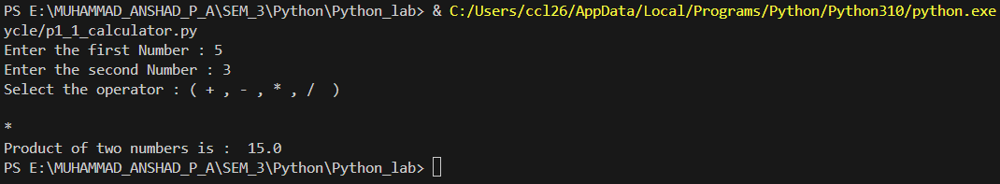 PS E:\MUHAMMAD_ANSHAD_P_A\SEM_3\Python\Python_lab> & C:/Users/ccl26/AppData/Local/Programs/Python/Python310/python.exe
ycle/p1_1_calculator.py
Enter the first Number : 5
Enter the second Number : 3
Select the operator : ( + , - , * , /  )
*
Product of two numbers is :  15.0
PS E:\MUHAMMAD_ANSHAD_P_A\SEM_3\Python\Python_lab>